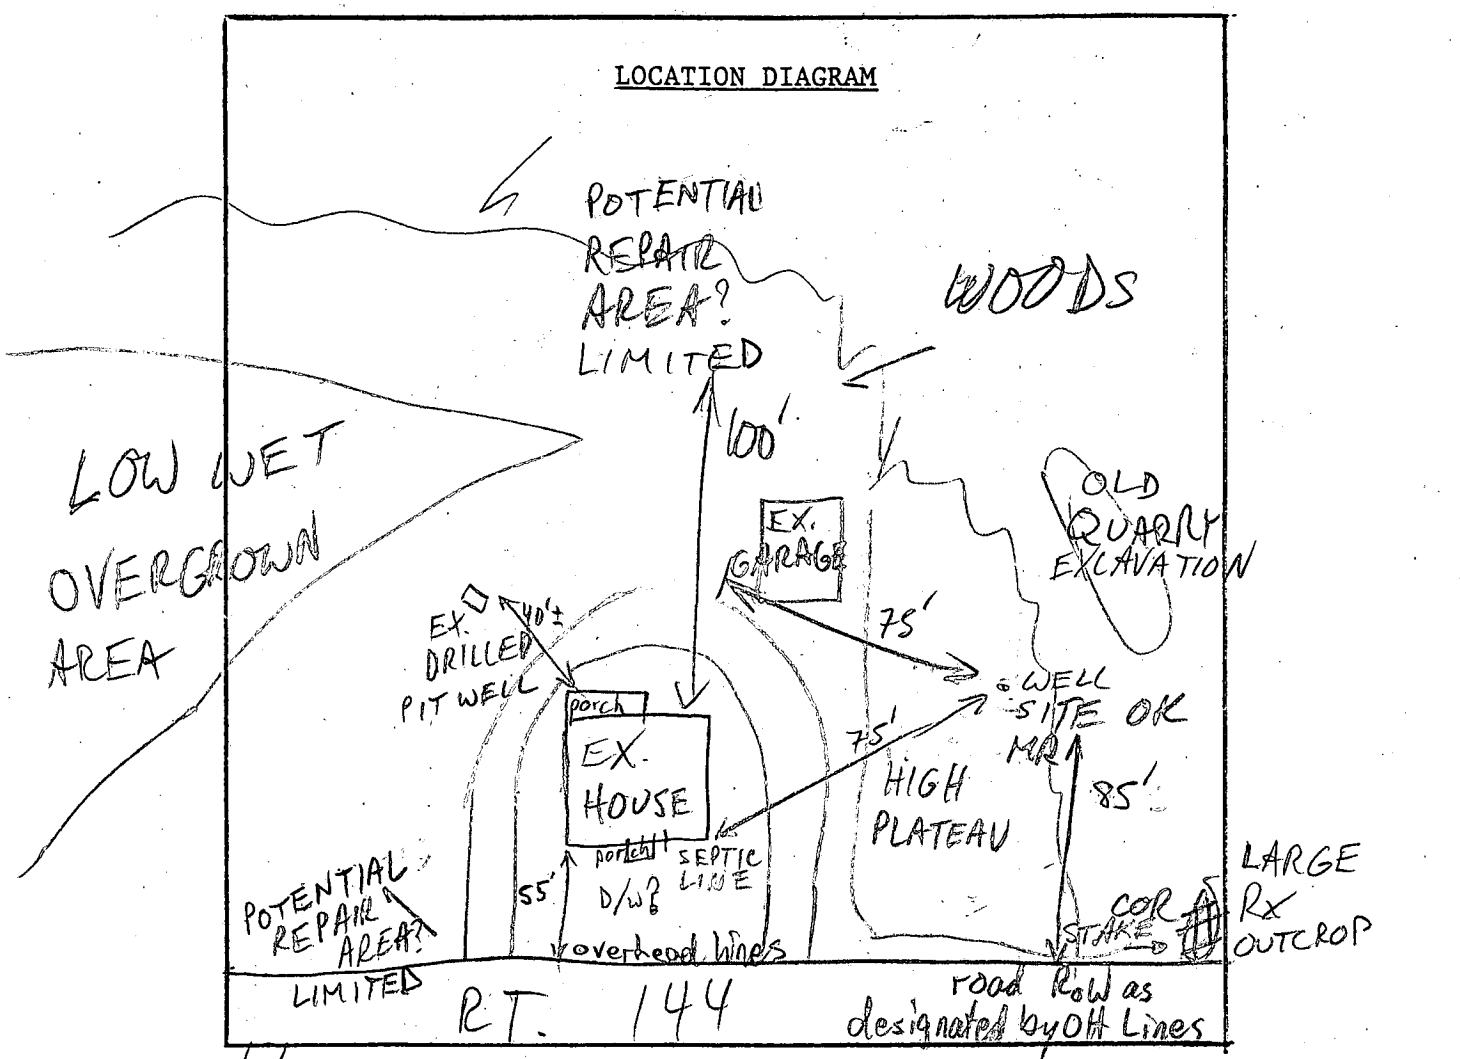 LOCATION DIAGRAM
POTENTIAL
REPAIR
AREA?
LIMITED
WOODS
100'
LOW WET
OVERGROWN
AREA
EX.
GARAGE
OLD
QUARRY
EXCAVATION
EX.
DRILLED
PIT WELL
40'±
75'
WELL
SITE OK
MR
porch
EX.
HOUSE
75'
HIGH
PLATEAU
85'
porch
SEPTIC
LINE
D/W?
55'
POTENTIAL
REPAIR
AREA?
LIMITED
overhead lines
COR
STAKE
LARGE
RX
OUTCROP
RT. 144
road R.O.W as
designated by OH Lines